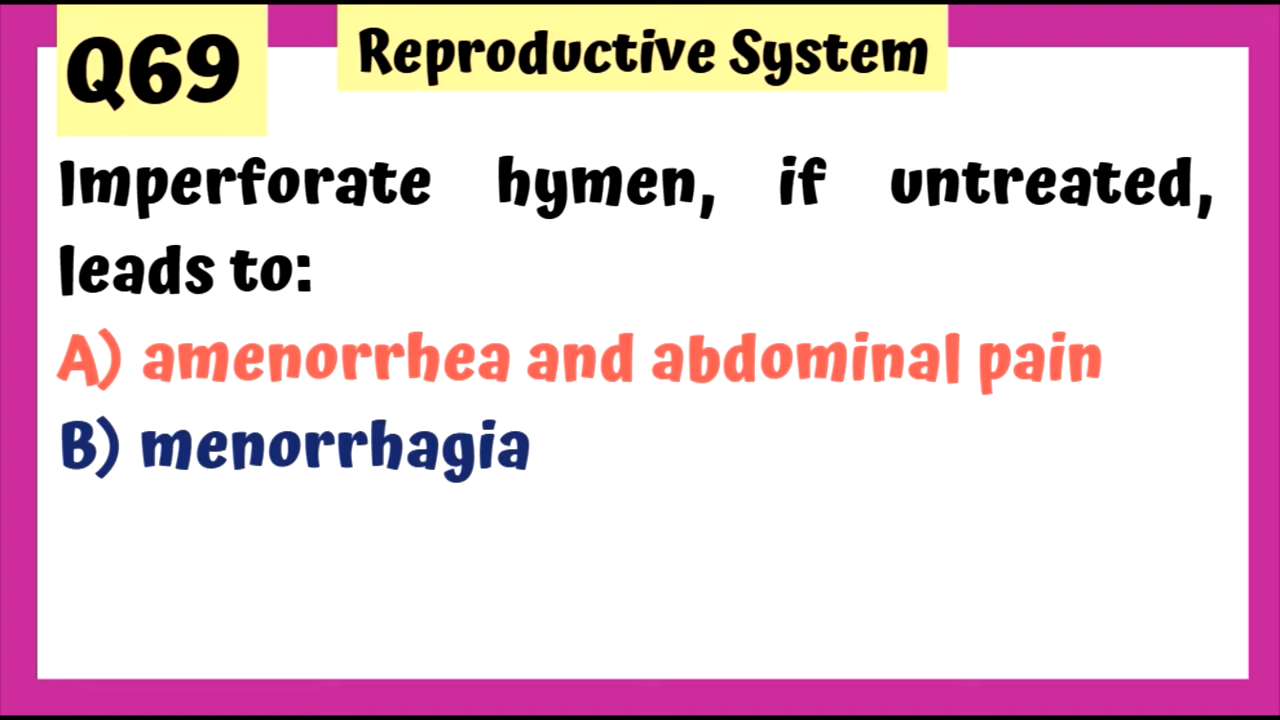 Q69
Reproductive System
Imperforate hymen, if untreated,
leads to:
A) amenorrhea and abdominal pain
B) menorrhagia